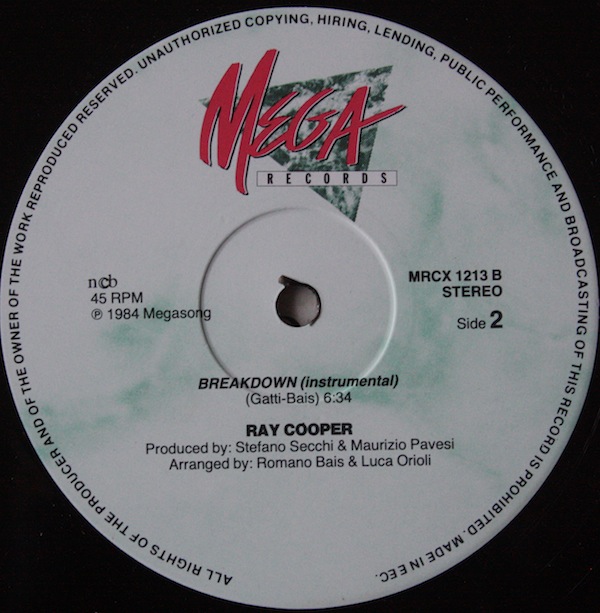 ALL RIGHTS OF THE PRODUCER AND OF THE OWNER OF THE WORK REPRODUCED RESERVED. UNAUTHORIZED COPYING, HIRING, LENDING, PUBLIC PERFORMANCE AND BROADCASTING OF THIS RECORD IS PROHIBITED. MADE IN EEC.
MEGA
RECORDS
ncb
45 RPM
℗ 1984 Megasong
MRCX 1213 B
STEREO
Side 2
BREAKDOWN (instrumental)
(Gatti-Bais) 6:34
RAY COOPER
Produced by: Stefano Secchi & Maurizio Pavesi
Arranged by: Romano Bais & Luca Orioli